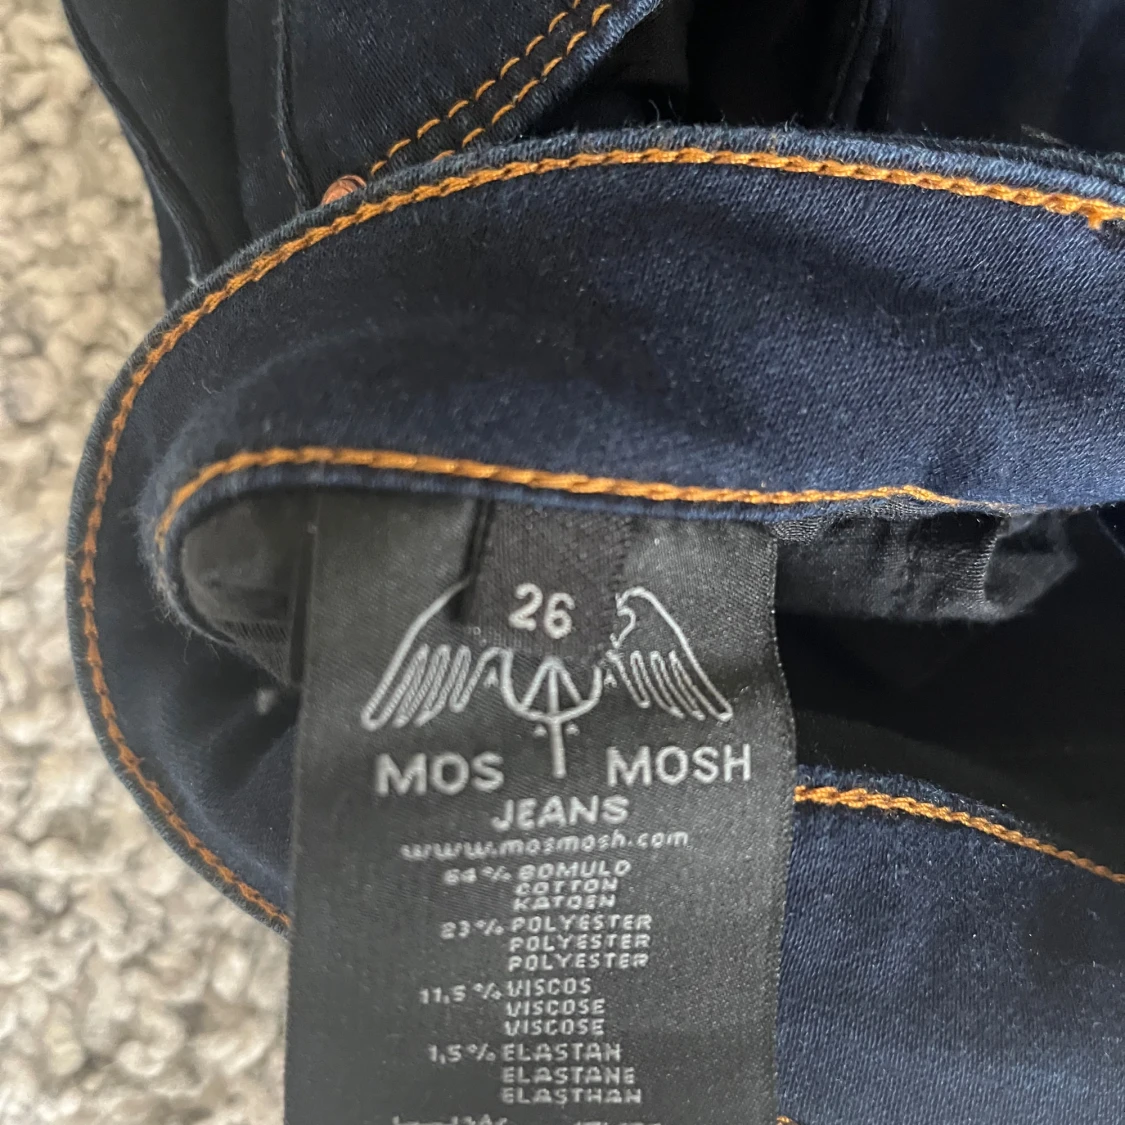 26
MOS MOSH
JEANS
www.mosmosh.com
64% BOMULD
COTTON
KATOEN
23% POLYESTER
POLYESTER
POLYESTER
11,5% VISCOS
VISCOSE
VISCOSE
1,5% ELASTAN
ELASTANE
ELASTHAN